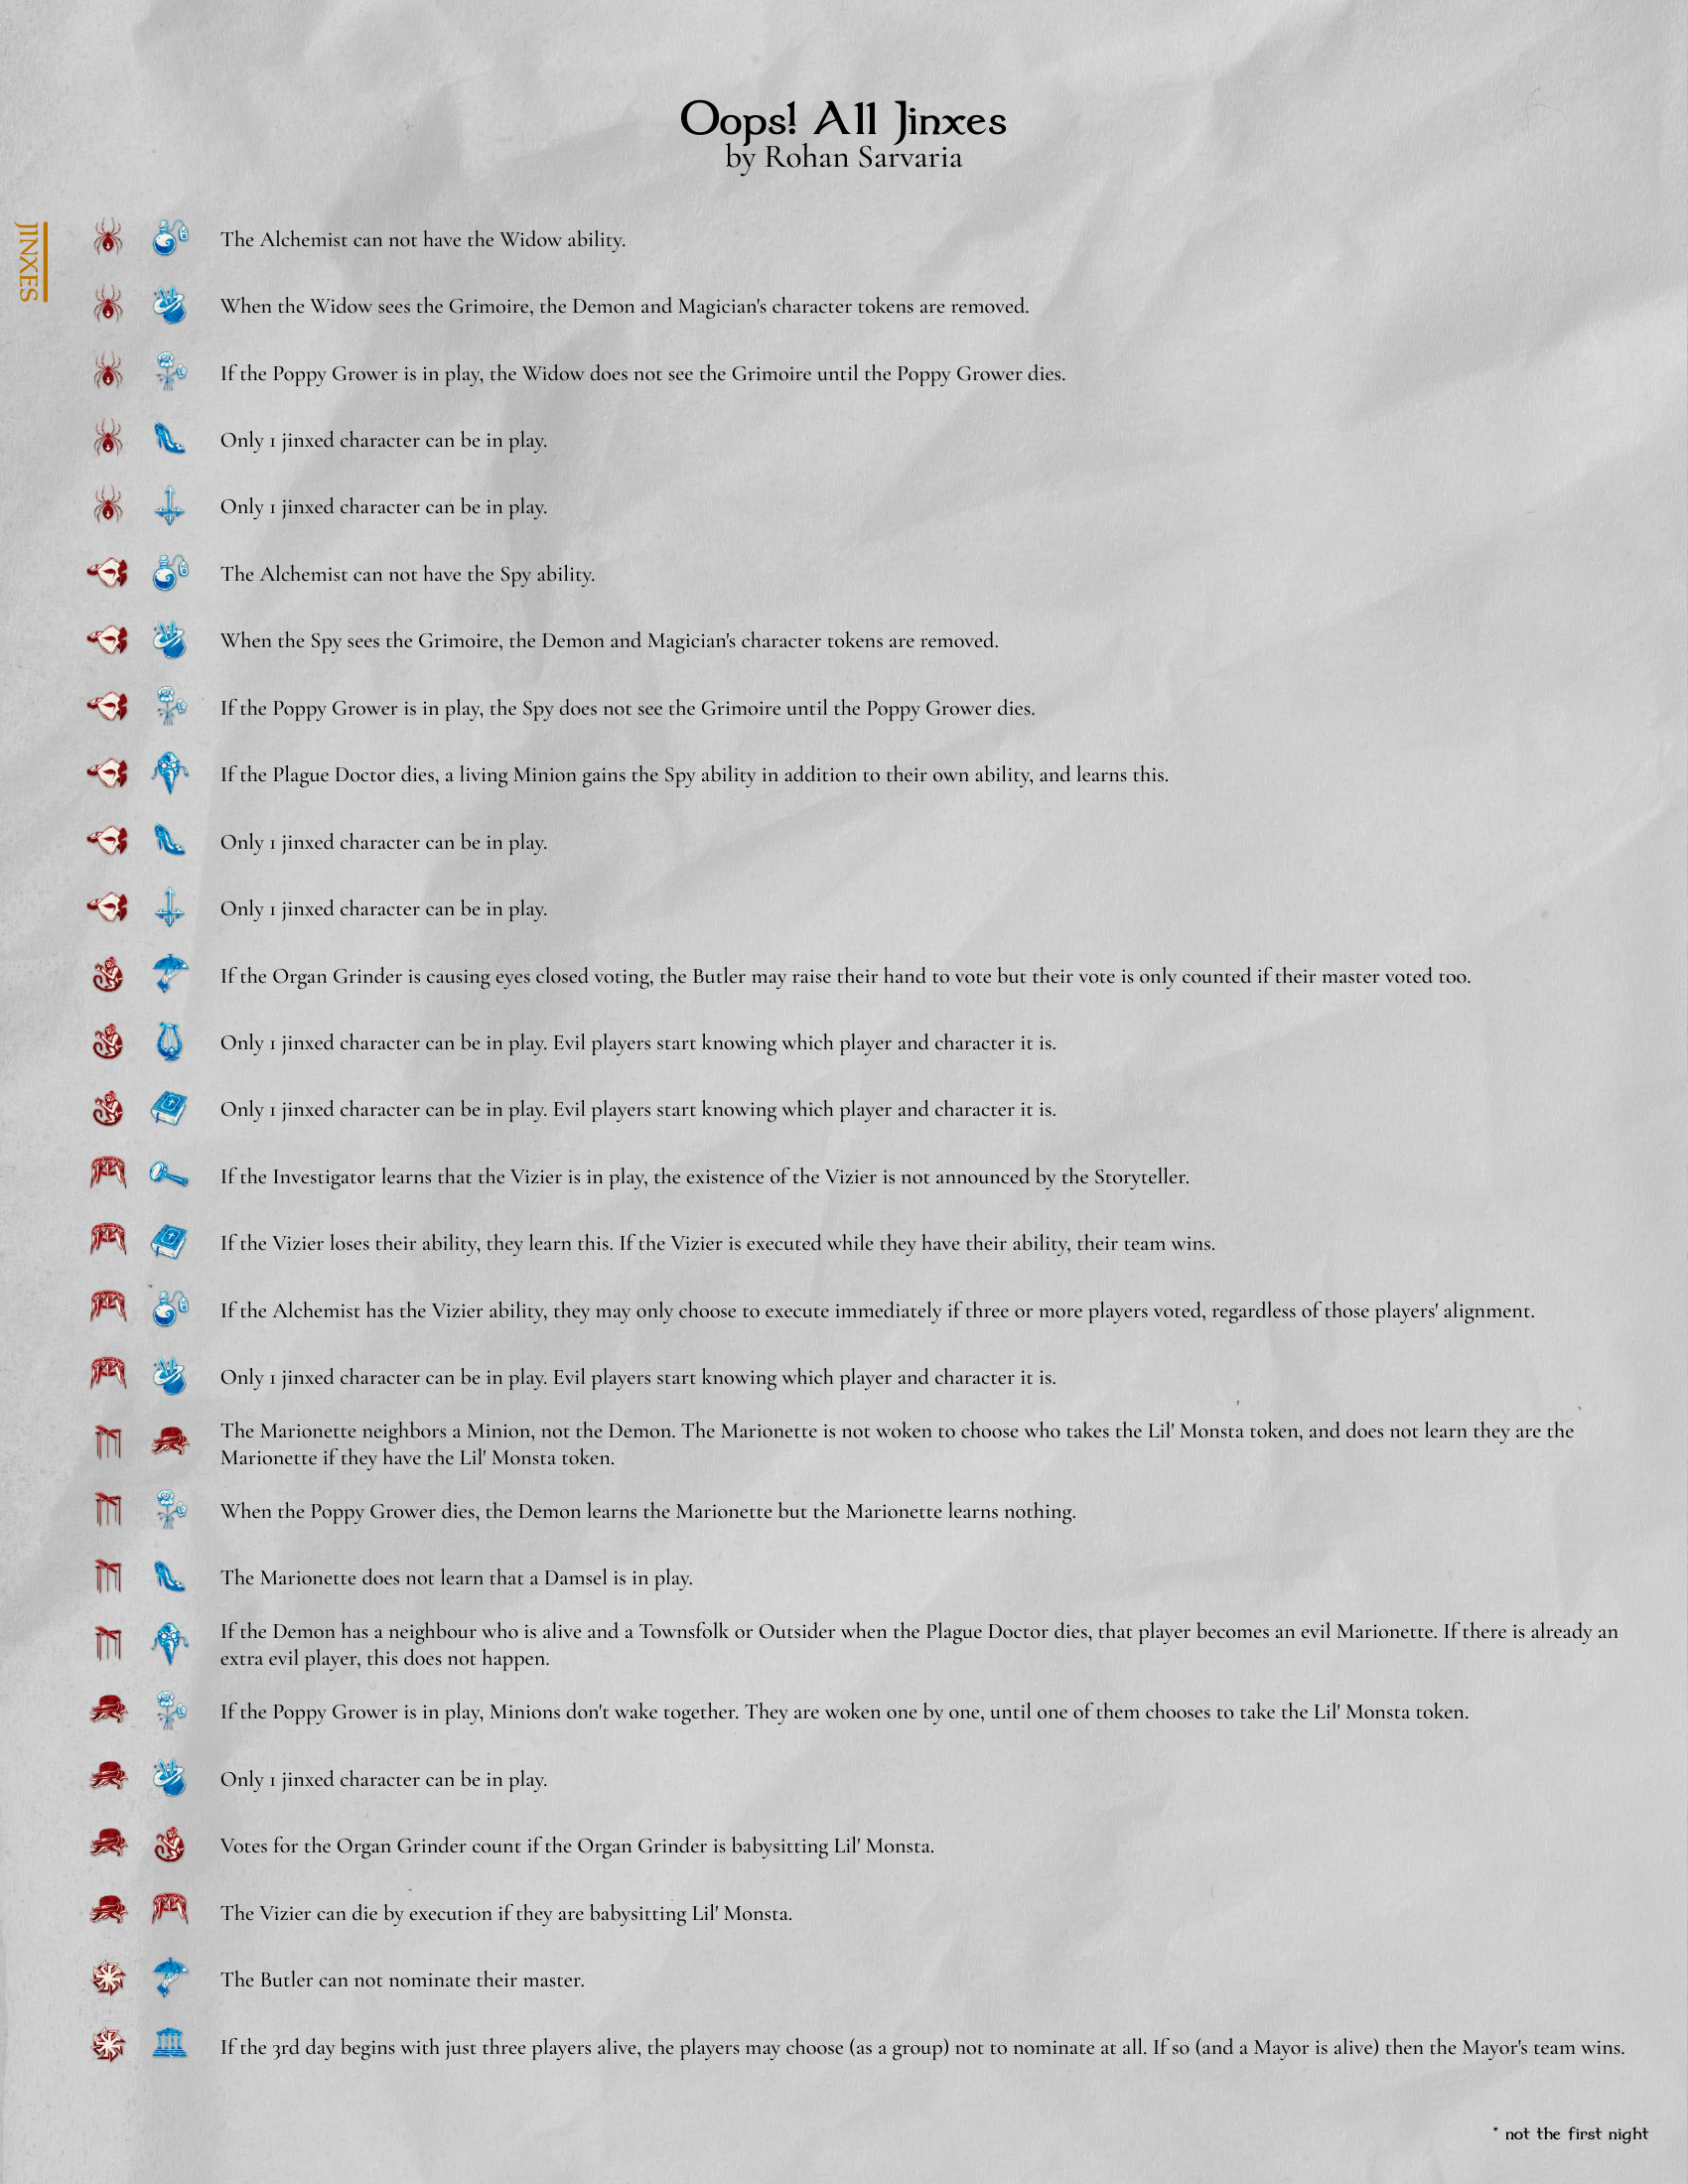 Oops! All Jinxes
by Rohan Sarvaria
JINXES
The Alchemist can not have the Widow ability.
When the Widow sees the Grimoire, the Demon and Magician's character tokens are removed.
If the Poppy Grower is in play, the Widow does not see the Grimoire until the Poppy Grower dies.
Only 1 jinxed character can be in play.
Only 1 jinxed character can be in play.
The Alchemist can not have the Spy ability.
When the Spy sees the Grimoire, the Demon and Magician's character tokens are removed.
If the Poppy Grower is in play, the Spy does not see the Grimoire until the Poppy Grower dies.
If the Plague Doctor dies, a living Minion gains the Spy ability in addition to their own ability, and learns this.
Only 1 jinxed character can be in play.
Only 1 jinxed character can be in play.
If the Organ Grinder is causing eyes closed voting, the Butler may raise their hand to vote but their vote is only counted if their master voted too.
Only 1 jinxed character can be in play. Evil players start knowing which player and character it is.
Only 1 jinxed character can be in play. Evil players start knowing which player and character it is.
If the Investigator learns that the Vizier is in play, the existence of the Vizier is not announced by the Storyteller.
If the Vizier loses their ability, they learn this. If the Vizier is executed while they have their ability, their team wins.
If the Alchemist has the Vizier ability, they may only choose to execute immediately if three or more players voted, regardless of those players' alignment.
Only 1 jinxed character can be in play. Evil players start knowing which player and character it is.
The Marionette neighbors a Minion, not the Demon. The Marionette is not woken to choose who takes the Lil' Monsta token, and does not learn they are the
Marionette if they have the Lil' Monsta token.
When the Poppy Grower dies, the Demon learns the Marionette but the Marionette learns nothing.
The Marionette does not learn that a Damsel is in play.
If the Demon has a neighbour who is alive and a Townsfolk or Outsider when the Plague Doctor dies, that player becomes an evil Marionette. If there is already an
extra evil player, this does not happen.
If the Poppy Grower is in play, Minions don't wake together. They are woken one by one, until one of them chooses to take the Lil' Monsta token.
Only 1 jinxed character can be in play.
Votes for the Organ Grinder count if the Organ Grinder is babysitting Lil' Monsta.
The Vizier can die by execution if they are babysitting Lil' Monsta.
The Butler can not nominate their master.
If the 3rd day begins with just three players alive, the players may choose (as a group) not to nominate at all. If so (and a Mayor is alive) then the Mayor's team wins.
* not the first night